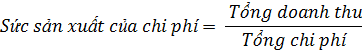 Sức sản xuất của chi phí = Tổng doanh thu / Tổng chi phí